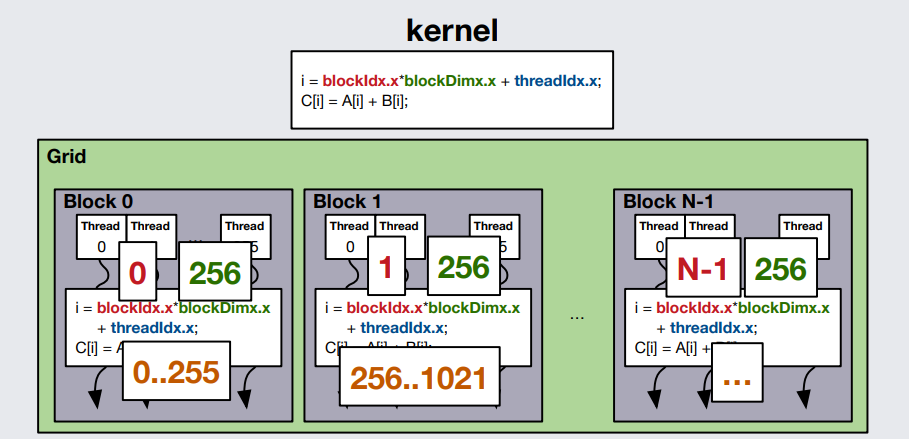 kernel
i = blockIdx.x*blockDimx.x + threadIdx.x;
C[i] = A[i] + B[i];
Grid
Block 0
Thread Thread Thread
0
0 256
i = blockIdx.x*blockDimx.x
+ threadIdx.x;
C[i] =
0..255
Block 1
Thread Thread Thread
0
1 256
i = blockIdx.x*blockDimx.x
+ threadIdx.x;
256..1021
...
Block N-1
Thread Thread Thread
0
N-1 256
i = blockIdx.x*blockDimx.x
+ threadIdx.x;
C[i] = A[i] +
...